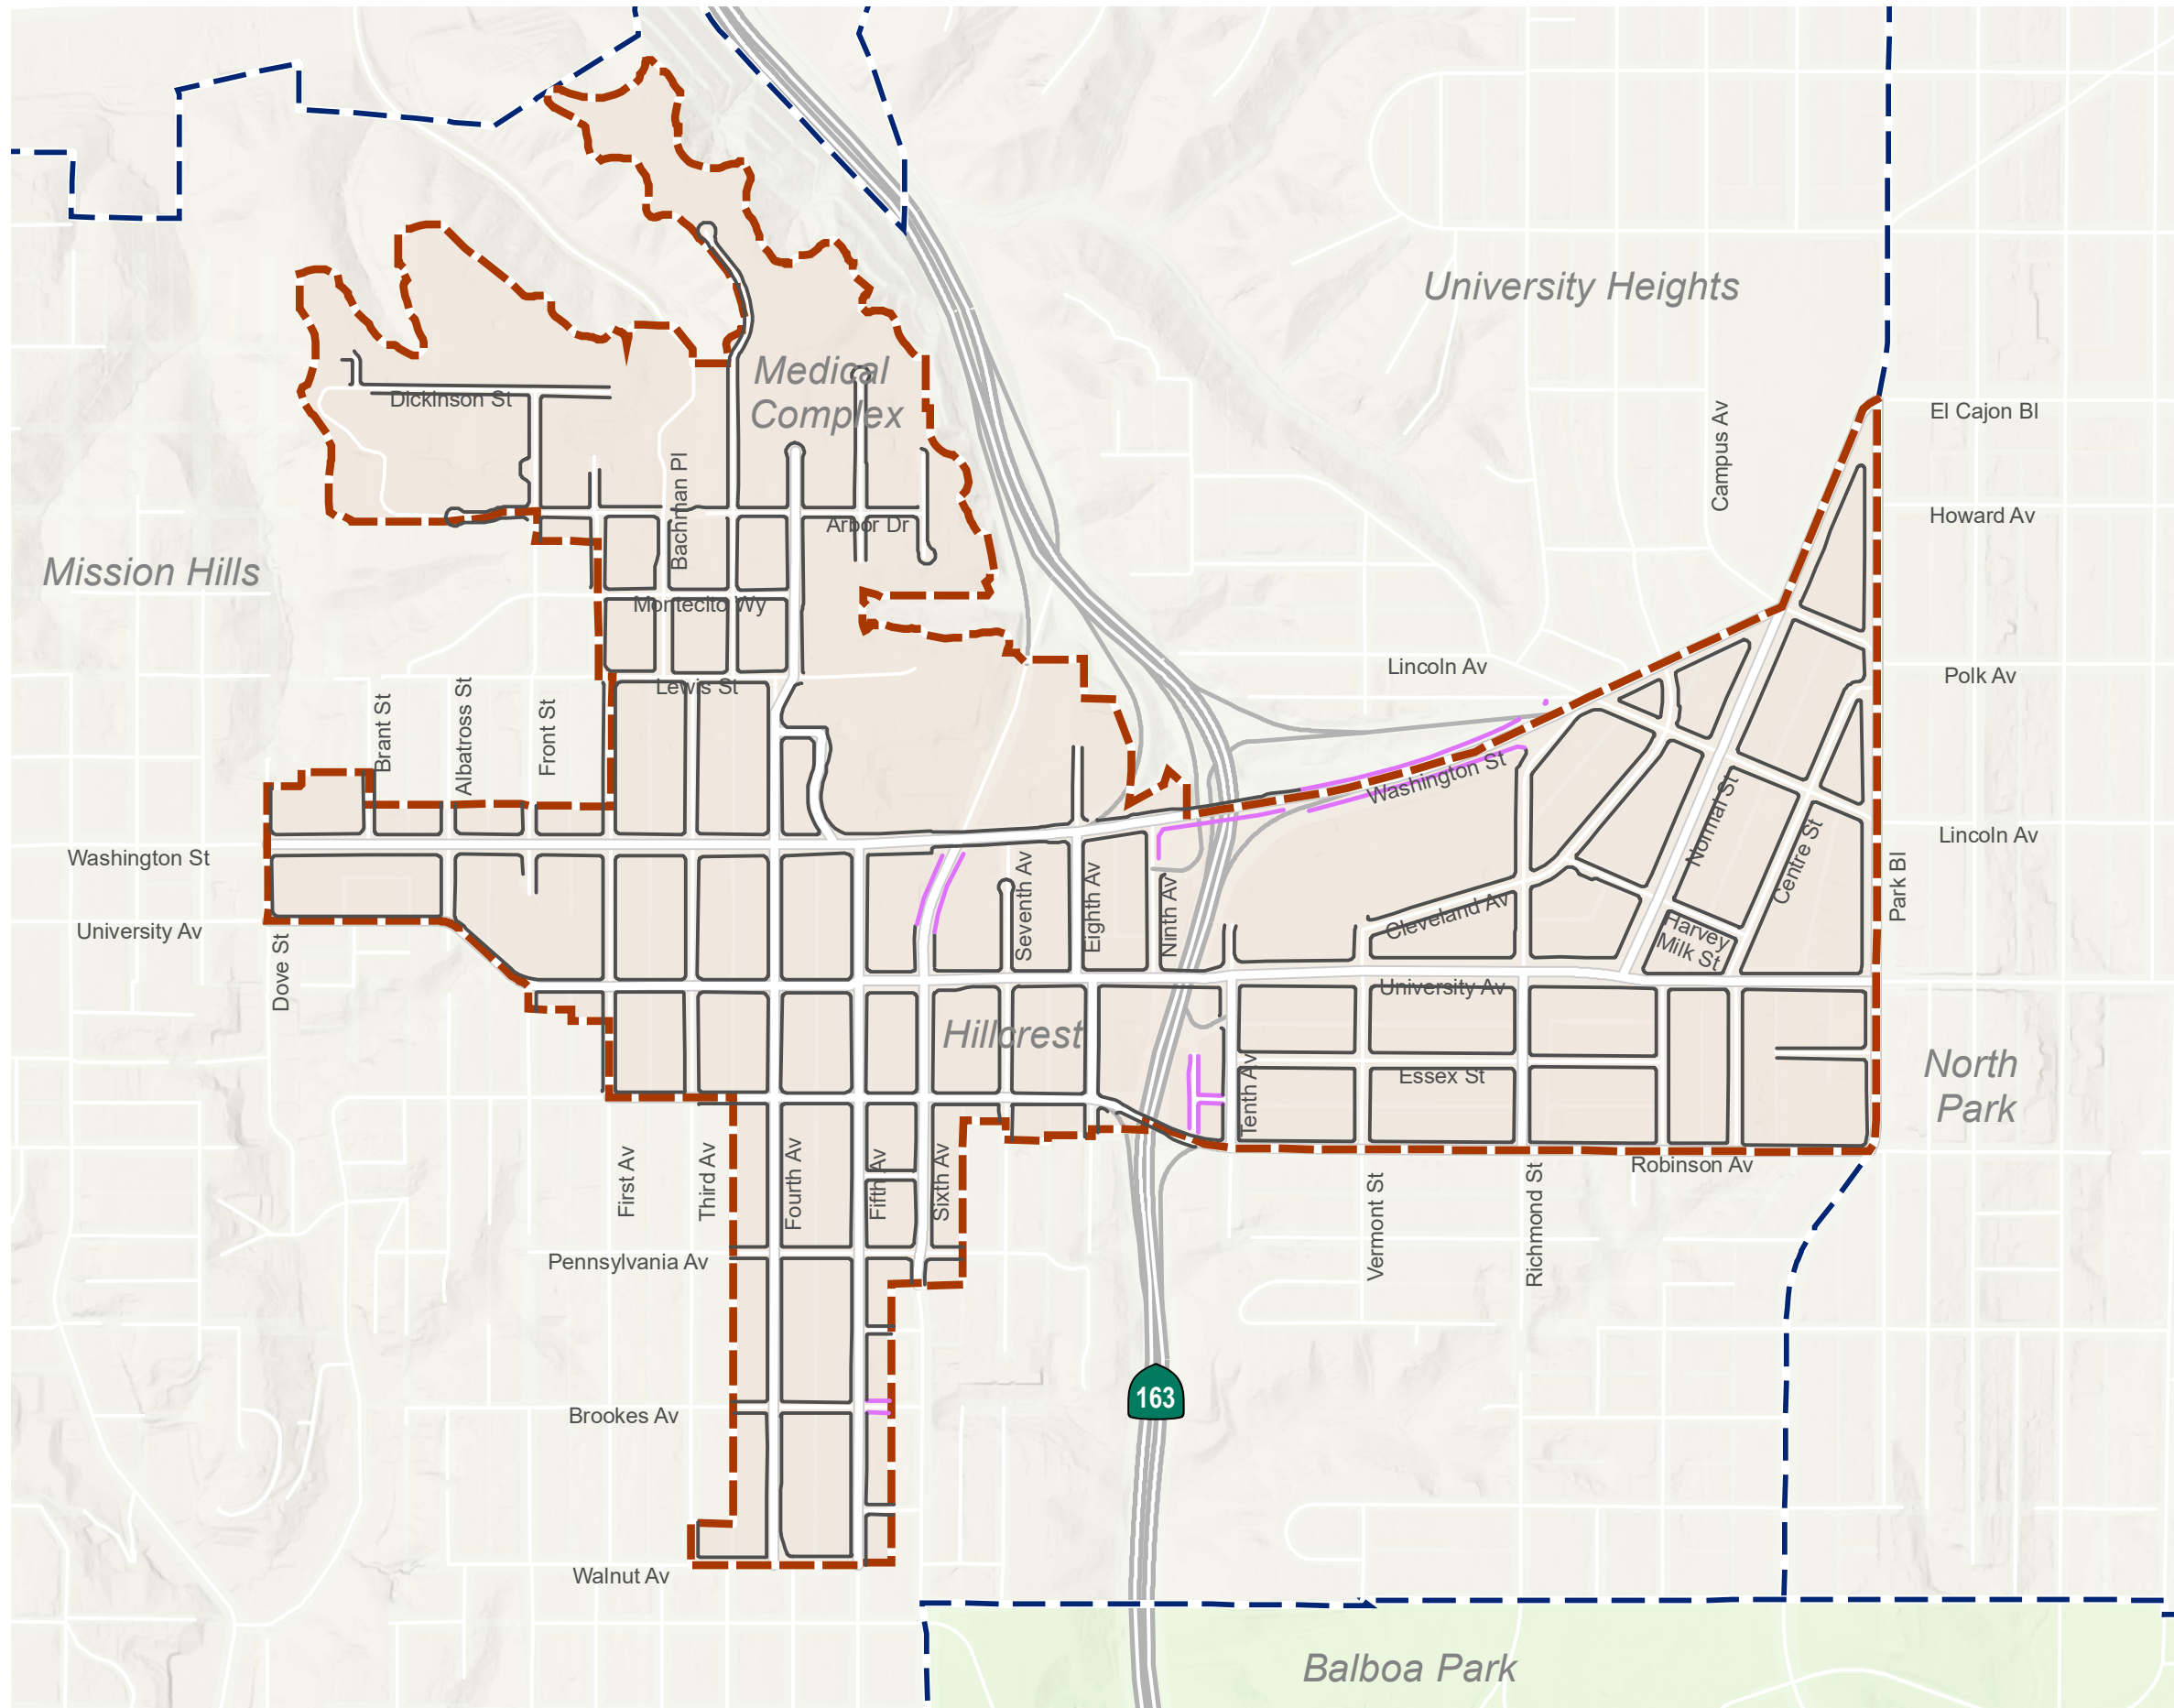 University Heights
Medical
Complex
Dickinson St
El Cajon Bl
Campus Av
Bachman Pl
Howard Av
Arbor Dr
Mission Hills
Montecito Wy
Lincoln Av
Polk Av
Lewis St
Brant St
Albatross St
Front St
Washington St
Normal St
Lincoln Av
Centre St
Washington St
Park Bl
Seventh Av
Eighth Av
Ninth Av
Cleveland Av
University Av
Harvey
Milk St
Dove St
University Av
Hillcrest
Essex St
Tenth Av
North
Park
First Av
Third Av
Fourth Av
Fifth Av
Sixth Av
Robinson Av
Vermont St
Richmond St
Pennsylvania Av
163
Brookes Av
Walnut Av
Balboa Park